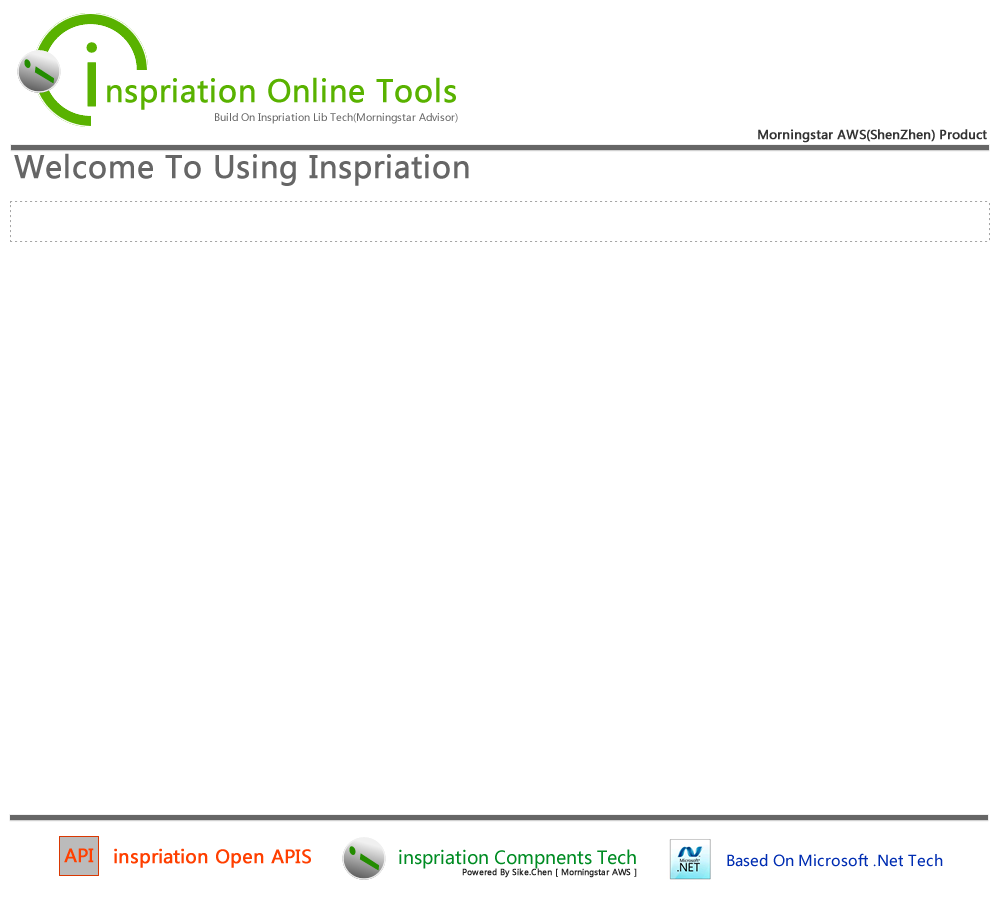 inspriation Online Tools
Build On Inspriation Lib Tech(Morningstar Advisor)
Morningstar AWS(ShenZhen) Product
Welcome To Using Inspriation
API inspriation Open APIS
inspriation Compnents Tech
Powered By Sike.Chen [ Morningstar AWS ]
Microsoft
.NET
Based On Microsoft .Net Tech